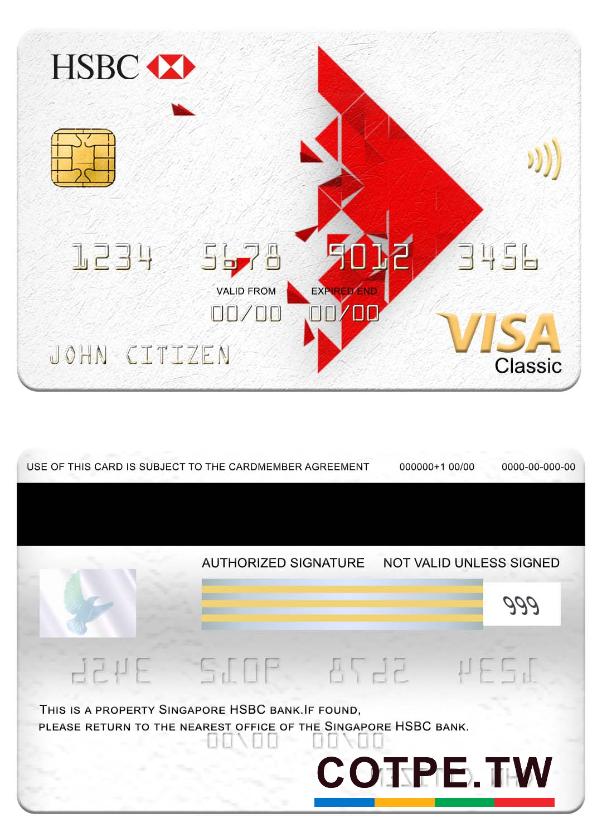 HSBC
1234 5678 9012 3456
VALID FROM EXPIRED END
00/00 00/00
JOHN CITIZEN
VISA
Classic
USE OF THIS CARD IS SUBJECT TO THE CARDMEMBER AGREEMENT 000000+1 00/00 0000-00-000-00
AUTHORIZED SIGNATURE NOT VALID UNLESS SIGNED
999
THIS IS A PROPERTY SINGAPORE HSBC BANK.IF FOUND,
PLEASE RETURN TO THE NEAREST OFFICE OF THE SINGAPORE HSBC BANK.
COTPE.TW